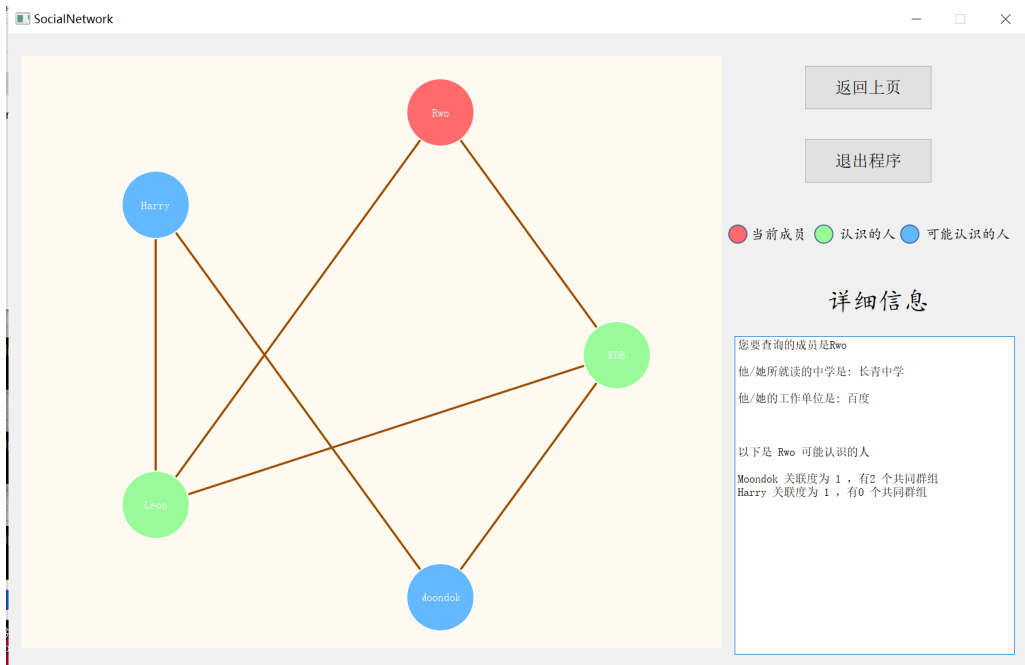 SocialNetwork
Rwo
Harry
KDB
Leon
Moondok
返回上页
退出程序
当前成员 认识的人 可能认识的人
详细信息
您要查询的成员是Rwo
他/她所就读的中学是: 长青中学
他/她的工作单位是: 百度
以下是 Rwo 可能认识的人
Moondok 关联度为 1 ，有2 个共同群组
Harry 关联度为 1 ，有0 个共同群组